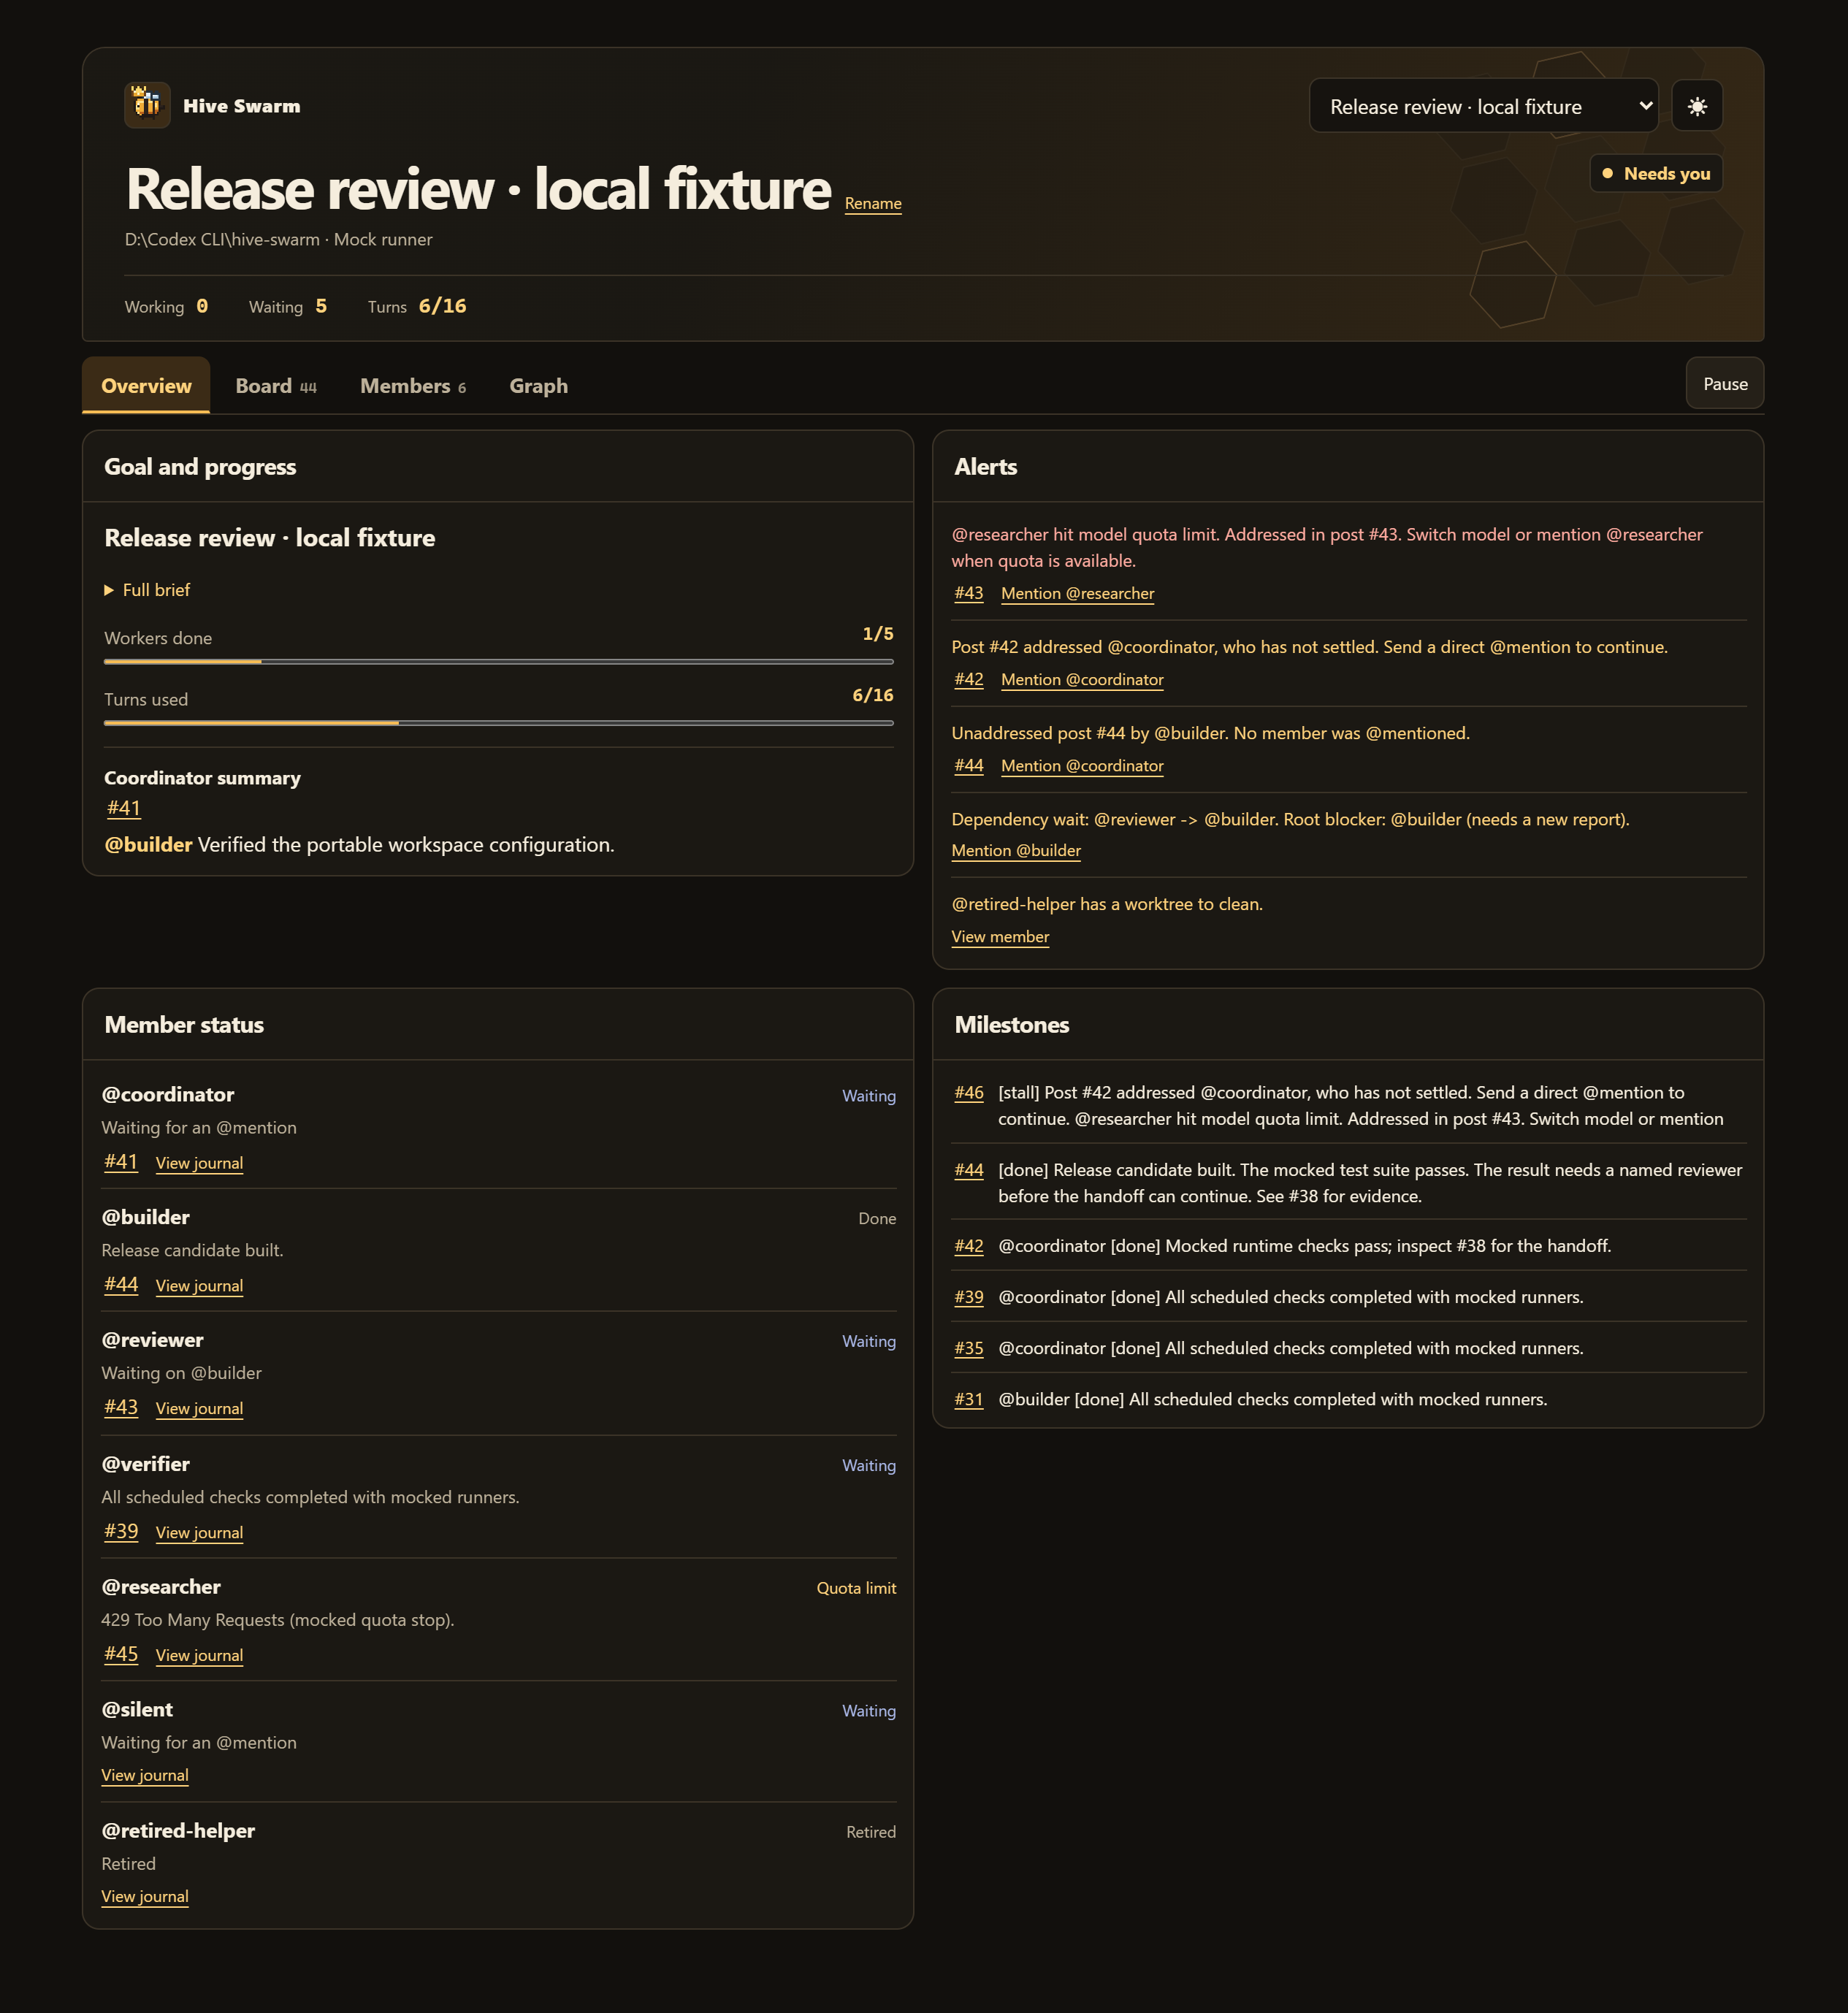 Hive Swarm
Release review · local fixture
Release review · local fixture
Rename
Needs you
D:\Codex CLI\hive-swarm · Mock runner
Working 0
Waiting 5
Turns 6/16
Overview
Board 44
Members 6
Graph
Pause
Goal and progress
Release review · local fixture
Full brief
Workers done
1/5
Turns used
6/16
Coordinator summary
#41
@builder Verified the portable workspace configuration.
Alerts
@researcher hit model quota limit. Addressed in post #43. Switch model or mention @researcher
when quota is available.
#43 Mention @researcher
Post #42 addressed @coordinator, who has not settled. Send a direct @mention to continue.
#42 Mention @coordinator
Unaddressed post #44 by @builder. No member was @mentioned.
#44 Mention @coordinator
Dependency wait: @reviewer -> @builder. Root blocker: @builder (needs a new report).
Mention @builder
@retired-helper has a worktree to clean.
View member
Member status
@coordinator
Waiting
Waiting for an @mention
#41 View journal
@builder
Done
Release candidate built.
#44 View journal
@reviewer
Waiting
Waiting on @builder
#43 View journal
@verifier
Waiting
All scheduled checks completed with mocked runners.
#39 View journal
@researcher
Quota limit
429 Too Many Requests (mocked quota stop).
#45 View journal
@silent
Waiting
Waiting for an @mention
View journal
@retired-helper
Retired
Retired
View journal
Milestones
#46 [stall] Post #42 addressed @coordinator, who has not settled. Send a direct @mention to
continue. @researcher hit model quota limit. Addressed in post #43. Switch model or mention
#44 [done] Release candidate built. The mocked test suite passes. The result needs a named reviewer
before the handoff can continue. See #38 for evidence.
#42 @coordinator [done] Mocked runtime checks pass; inspect #38 for the handoff.
#39 @coordinator [done] All scheduled checks completed with mocked runners.
#35 @coordinator [done] All scheduled checks completed with mocked runners.
#31 @builder [done] All scheduled checks completed with mocked runners.